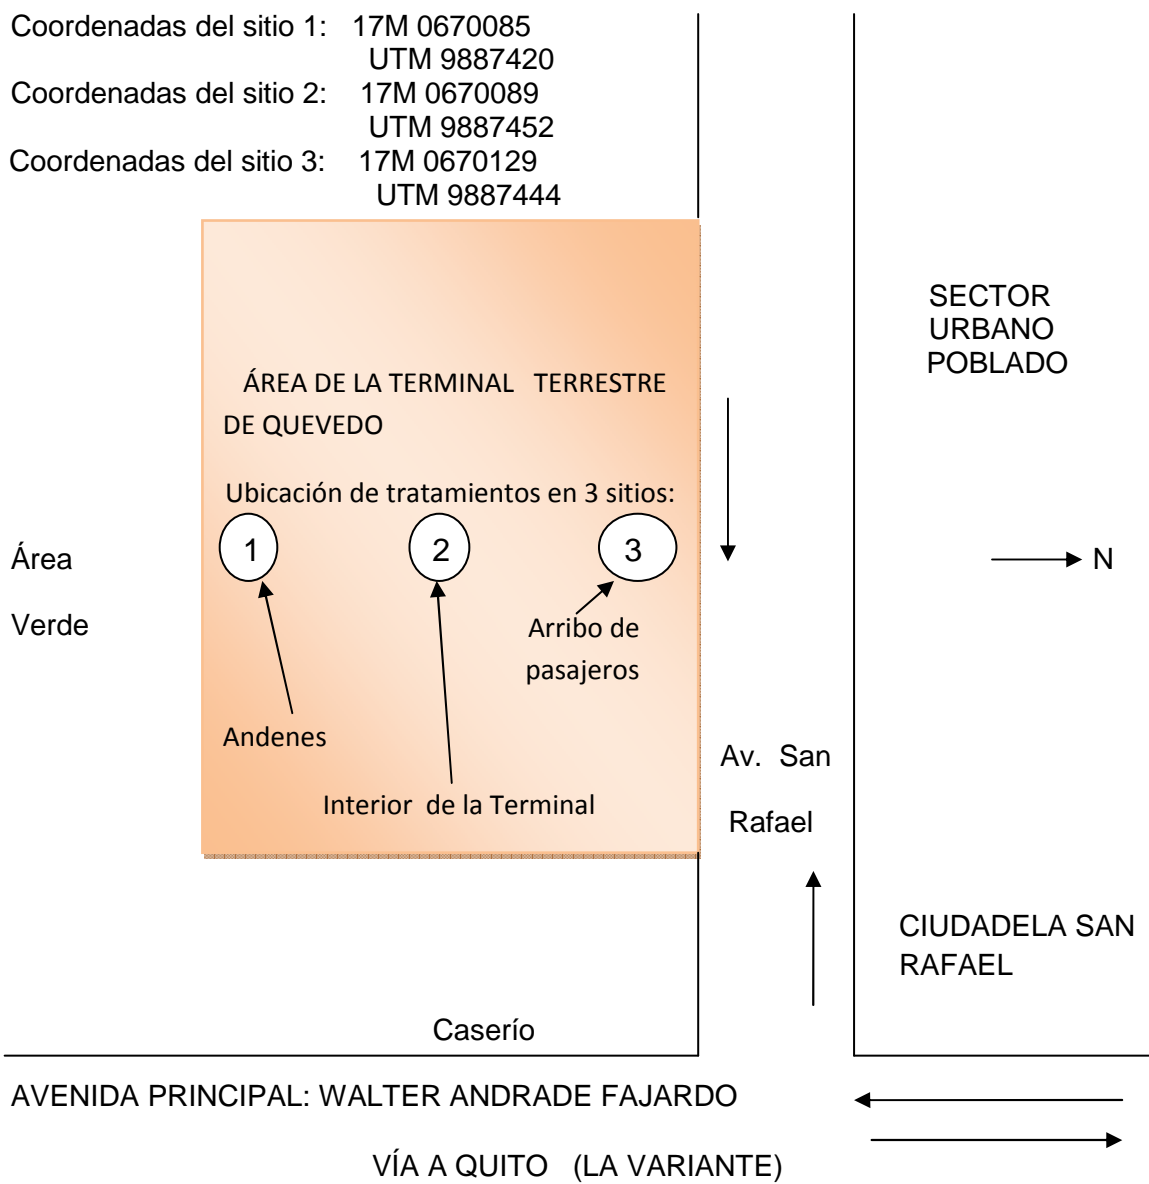 Coordenadas del sitio 1: 17M 0670085
UTM 9887420
Coordenadas del sitio 2: 17M 0670089
UTM 9887452
Coordenadas del sitio 3: 17M 0670129
UTM 9887444
SECTOR
URBANO
POBLADO
ÁREA DE LA TERMINAL TERRESTRE
DE QUEVEDO
Ubicación de tratamientos en 3 sitios:
1
2
3
Área
Verde
N
Arribo de
pasajeros
Andenes
Interior de la Terminal
Av. San
Rafael
CIUDADELA SAN
RAFAEL
Caserío
AVENIDA PRINCIPAL: WALTER ANDRADE FAJARDO
VÍA A QUITO (LA VARIANTE)